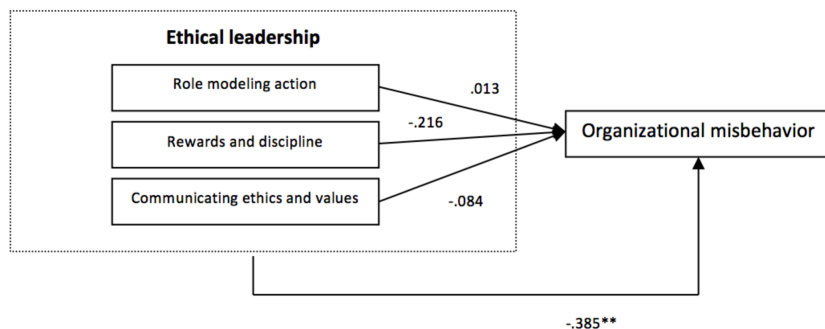 Ethical leadership
Role modeling action
.013
-.216
Rewards and discipline
Organizational misbehavior
Communicating ethics and values
-.084
-.385**